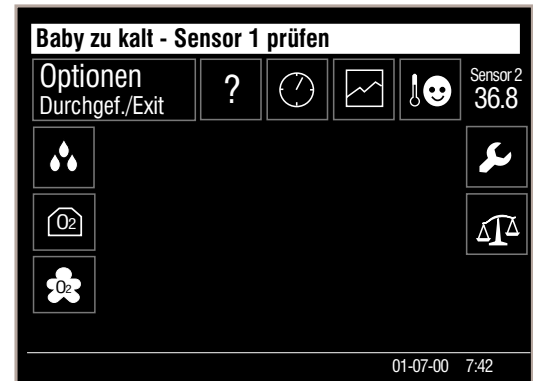 Baby zu kalt - Sensor 1 prüfen
Optionen
Durchgef./Exit
?
Sensor 2
36.8
O2
O2
01-07-00 7:42